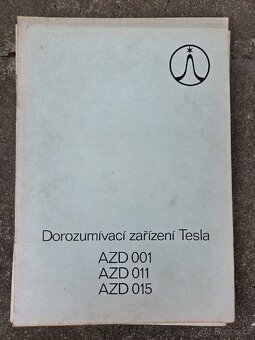 Dorozumívací zařízení Tesla
AZD 001
AZD 011
AZD 015